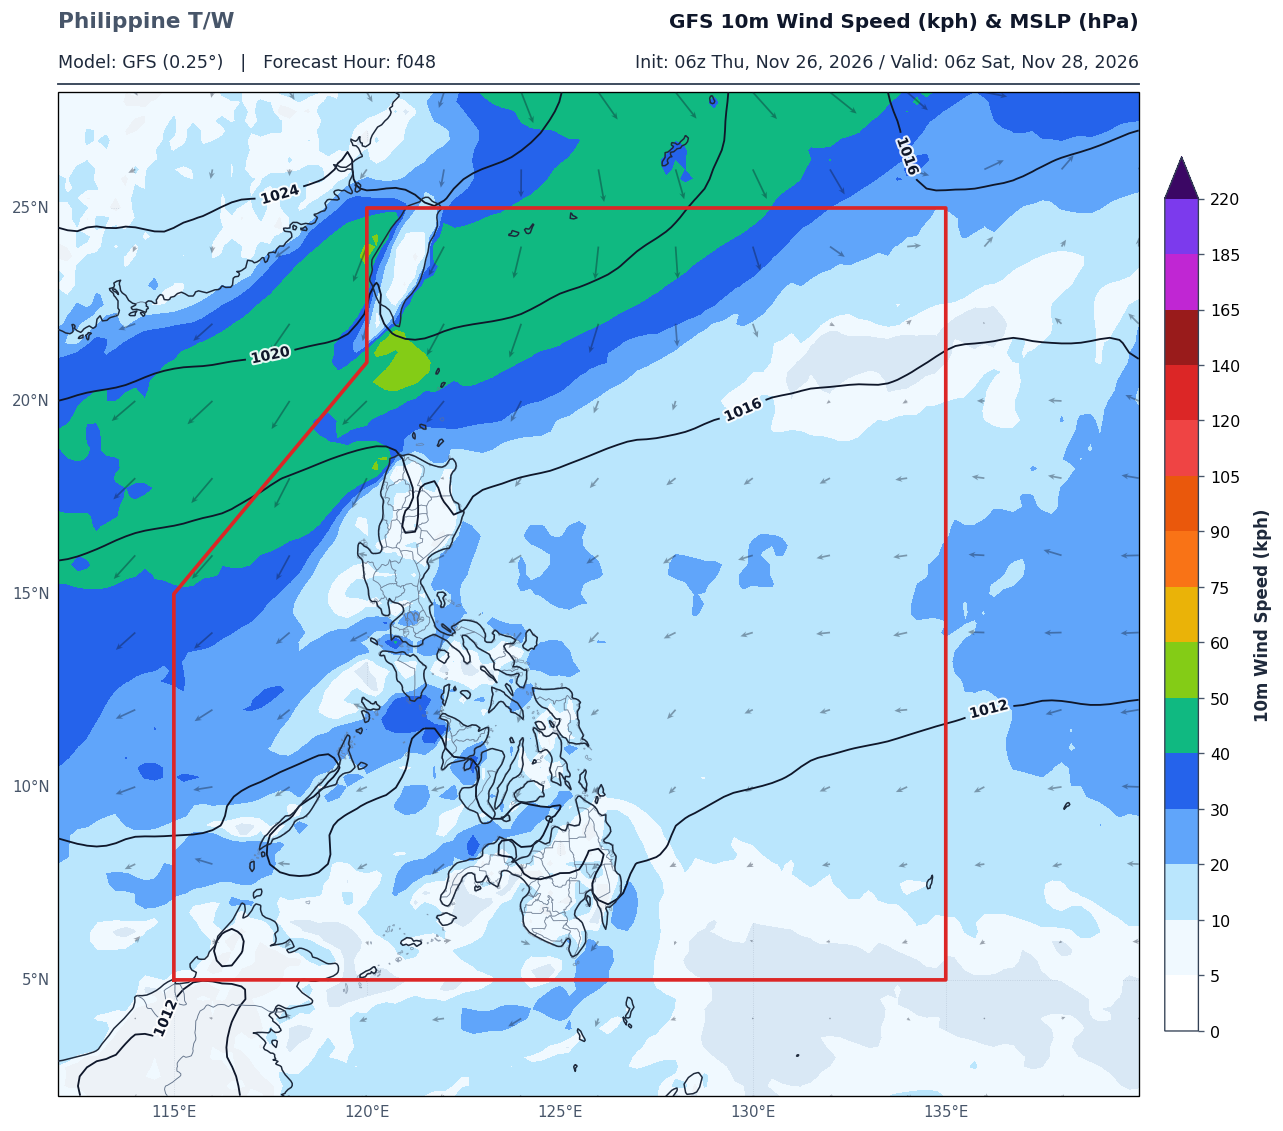 Philippine T/W
GFS 10m Wind Speed (kph) & MSLP (hPa)
Model: GFS (0.25°) | Forecast Hour: f048
Init: 06z Thu, Nov 26, 2026 / Valid: 06z Sat, Nov 28, 2026
1016
1024
25°N
1020
20°N
1016
15°N
1012
10°N
5°N
1012
115°E
120°E
125°E
130°E
135°E
220
185
165
140
120
105
90
75
60
50
40
30
20
10
5
0
10m Wind Speed (kph)